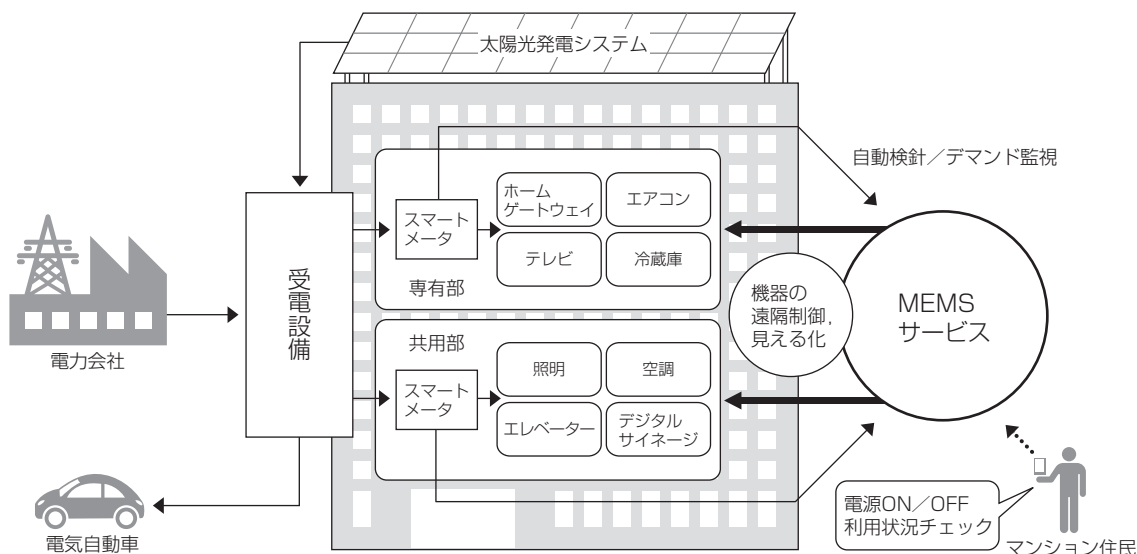 太陽光発電システム
自動検針／デマンド監視
ホーム
ゲートウェイ
エアコン
スマート
メータ
テレビ
冷蔵庫
専有部
受電設備
電力会社
機器の
遠隔制御,
見える化
MEMS
サービス
共用部
照明
空調
スマート
メータ
エレベーター
デジタル
サイネージ
電気自動車
電源ON／OFF
利用状況チェック
マンション住民